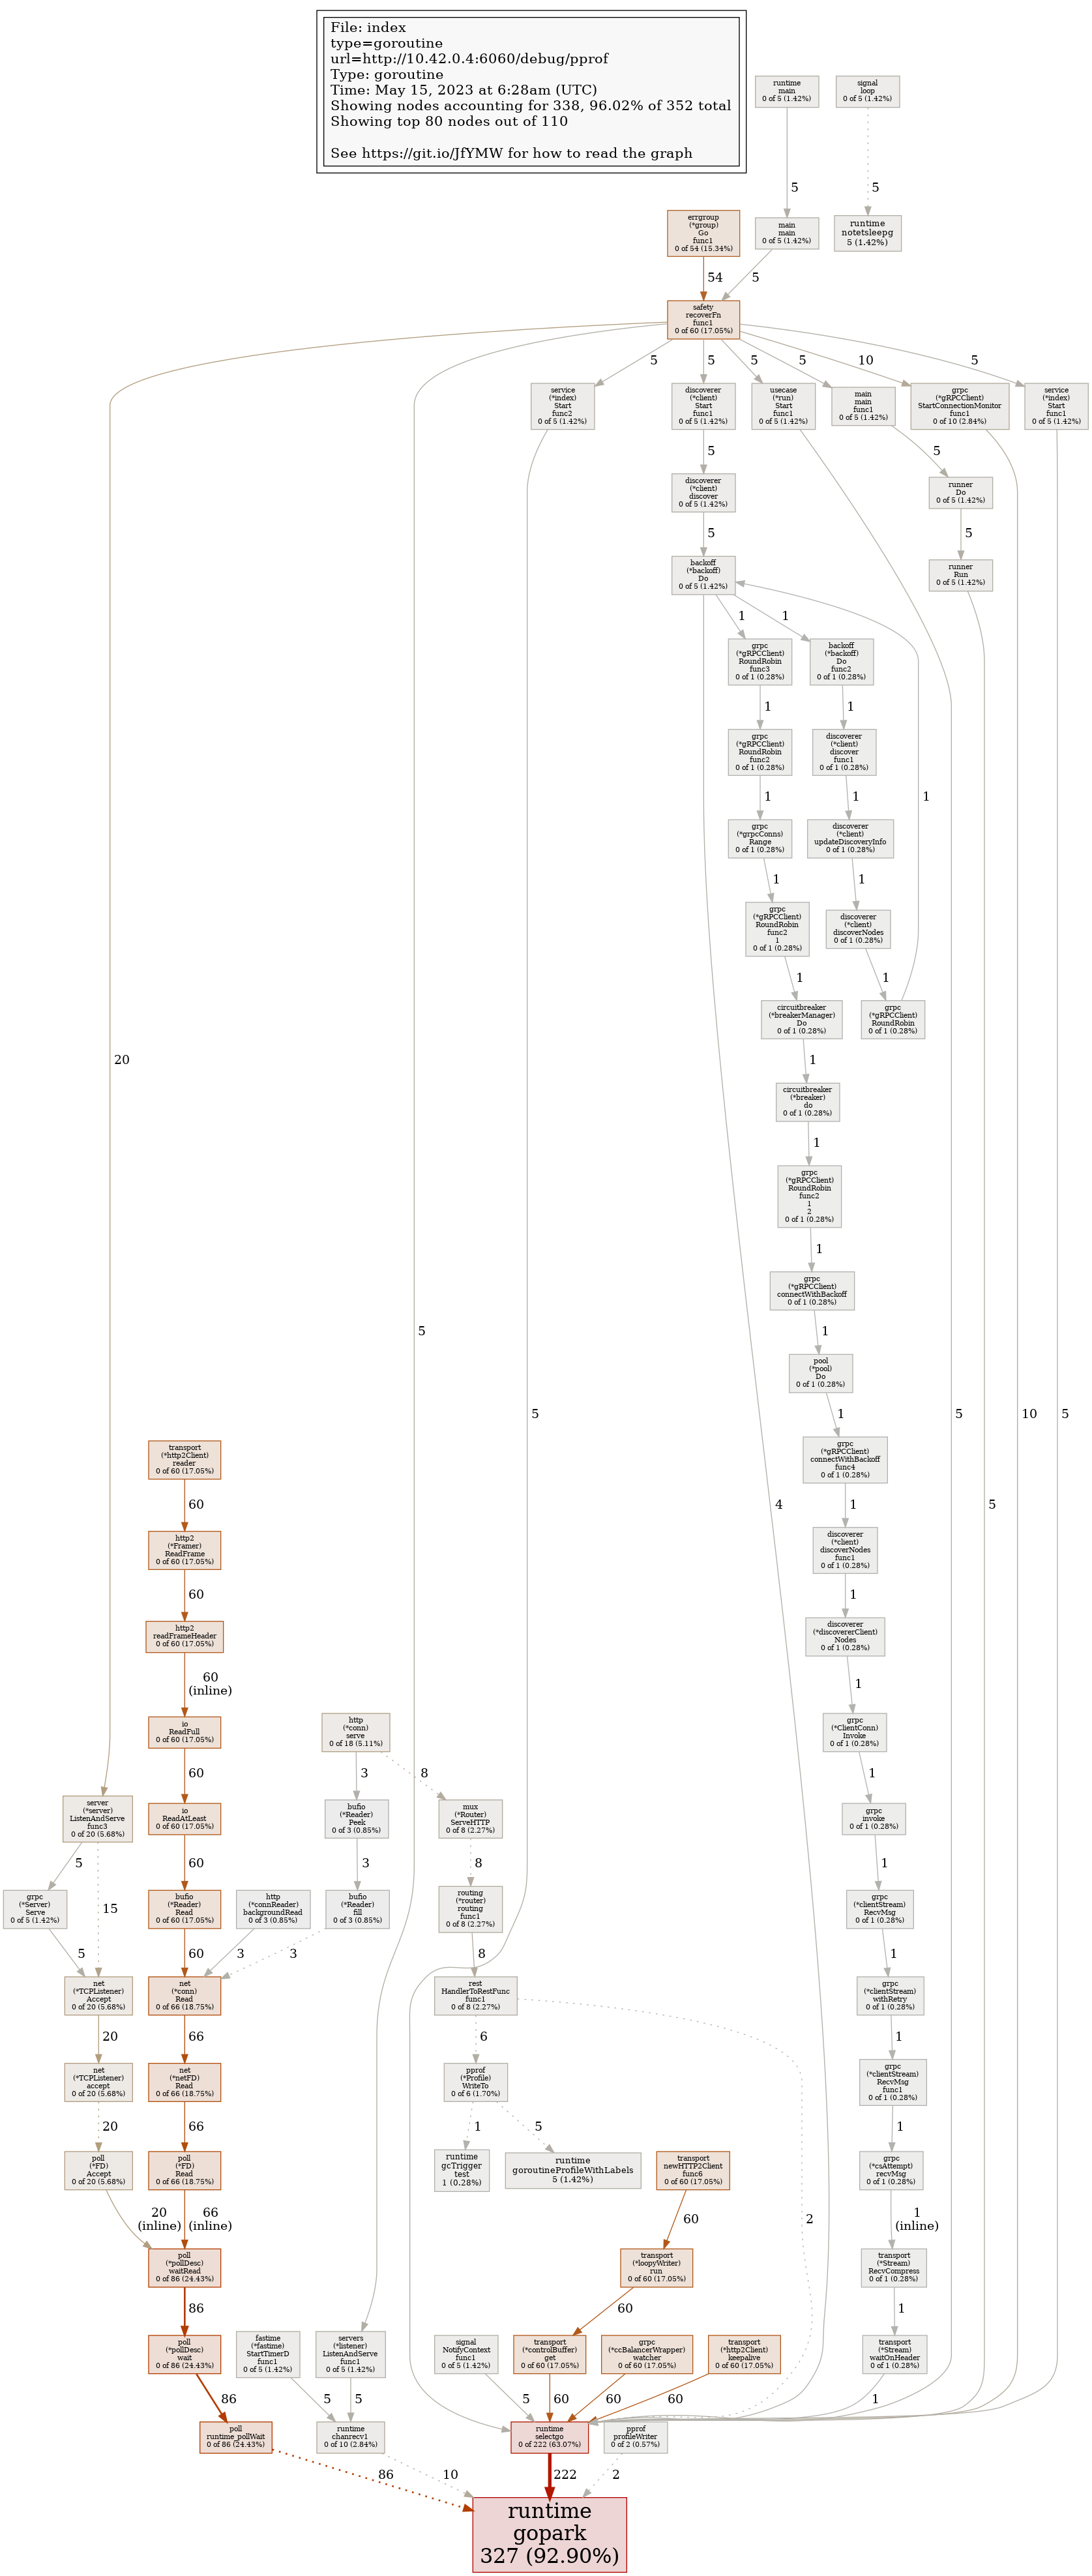 File: index
type=goroutine
url=http://10.42.0.4:6060/debug/pprof
Type: goroutine
Time: May 15, 2023 at 6:28am (UTC)
Showing nodes accounting for 338, 96.02% of 352 total
Showing top 80 nodes out of 110
See https://git.io/JfYMW for how to read the graph
runtime
main
0 of 5 (1.42%)
signal
loop
0 of 5 (1.42%)
5
5
errgroup
(*group)
Go
func1
0 of 54 (15.34%)
main
main
0 of 5 (1.42%)
runtime
notetsleepg
5 (1.42%)
54
5
safety
recoverFn
func1
0 of 60 (17.05%)
5
5
5
5
10
5
service
(*index)
Start
func2
0 of 5 (1.42%)
discoverer
(*client)
Start
func1
0 of 5 (1.42%)
usecase
(*run)
Start
func1
0 of 5 (1.42%)
main
main
func1
0 of 5 (1.42%)
grpc
(*gRPCClient)
StartConnectionMonitor
func1
0 of 10 (2.84%)
service
(*index)
Start
func1
0 of 5 (1.42%)
5
5
discoverer
(*client)
discover
0 of 5 (1.42%)
runner
Do
0 of 5 (1.42%)
5
5
backoff
(*backoff)
Do
0 of 5 (1.42%)
runner
Run
0 of 5 (1.42%)
1
1
grpc
(*gRPCClient)
RoundRobin
func3
0 of 1 (0.28%)
backoff
(*backoff)
Do
func2
0 of 1 (0.28%)
1
1
grpc
(*gRPCClient)
RoundRobin
func2
0 of 1 (0.28%)
discoverer
(*client)
discover
func1
0 of 1 (0.28%)
1
1
1
grpc
(*grpcConns)
Range
0 of 1 (0.28%)
discoverer
(*client)
updateDiscoveryInfo
0 of 1 (0.28%)
1
1
grpc
(*gRPCClient)
RoundRobin
func2
1
0 of 1 (0.28%)
discoverer
(*client)
discoverNodes
0 of 1 (0.28%)
1
1
circuitbreaker
(*breakerManager)
Do
0 of 1 (0.28%)
grpc
(*gRPCClient)
RoundRobin
0 of 1 (0.28%)
20
1
circuitbreaker
(*breaker)
do
0 of 1 (0.28%)
1
grpc
(*gRPCClient)
RoundRobin
func2
1
2
0 of 1 (0.28%)
1
grpc
(*gRPCClient)
connectWithBackoff
0 of 1 (0.28%)
5
1
pool
(*pool)
Do
0 of 1 (0.28%)
5
1
5
10
5
transport
(*http2Client)
reader
0 of 60 (17.05%)
grpc
(*gRPCClient)
connectWithBackoff
func4
0 of 1 (0.28%)
60
4
1
5
http2
(*Framer)
ReadFrame
0 of 60 (17.05%)
discoverer
(*client)
discoverNodes
func1
0 of 1 (0.28%)
60
1
http2
readFrameHeader
0 of 60 (17.05%)
discoverer
(*discovererClient)
Nodes
0 of 1 (0.28%)
60
(inline)
1
io
ReadFull
0 of 60 (17.05%)
http
(*conn)
serve
0 of 18 (5.11%)
grpc
(*ClientConn)
Invoke
0 of 1 (0.28%)
60
3
8
1
server
(*server)
ListenAndServe
func3
0 of 20 (5.68%)
io
ReadAtLeast
0 of 60 (17.05%)
bufio
(*Reader)
Peek
0 of 3 (0.85%)
mux
(*Router)
ServeHTTP
0 of 8 (2.27%)
grpc
invoke
0 of 1 (0.28%)
5
60
3
8
1
grpc
(*Server)
Serve
0 of 5 (1.42%)
15
bufio
(*Reader)
Read
0 of 60 (17.05%)
http
(*connReader)
backgroundRead
0 of 3 (0.85%)
bufio
(*Reader)
fill
0 of 3 (0.85%)
routing
(*router)
routing
func1
0 of 8 (2.27%)
grpc
(*clientStream)
RecvMsg
0 of 1 (0.28%)
5
60
3
3
8
1
net
(*TCPListener)
Accept
0 of 20 (5.68%)
net
(*conn)
Read
0 of 66 (18.75%)
rest
HandlerToRestFunc
func1
0 of 8 (2.27%)
grpc
(*clientStream)
withRetry
0 of 1 (0.28%)
20
66
6
1
net
(*TCPListener)
accept
0 of 20 (5.68%)
net
(*netFD)
Read
0 of 66 (18.75%)
pprof
(*Profile)
WriteTo
0 of 6 (1.70%)
grpc
(*clientStream)
RecvMsg
func1
0 of 1 (0.28%)
20
66
1
5
1
poll
(*FD)
Accept
0 of 20 (5.68%)
poll
(*FD)
Read
0 of 66 (18.75%)
runtime
gcTrigger
test
1 (0.28%)
runtime
goroutineProfileWithLabels
5 (1.42%)
transport
newHTTP2Client
func6
0 of 60 (17.05%)
grpc
(*csAttempt)
recvMsg
0 of 1 (0.28%)
20
(inline)
66
(inline)
60
2
1
(inline)
poll
(*pollDesc)
waitRead
0 of 86 (24.43%)
transport
(*loopyWriter)
run
0 of 60 (17.05%)
transport
(*Stream)
RecvCompress
0 of 1 (0.28%)
86
60
1
poll
(*pollDesc)
wait
0 of 86 (24.43%)
fastime
(*fastime)
StartTimerD
func1
0 of 5 (1.42%)
servers
(*listener)
ListenAndServe
func1
0 of 5 (1.42%)
signal
NotifyContext
func1
0 of 5 (1.42%)
transport
(*controlBuffer)
get
0 of 60 (17.05%)
grpc
(*ccBalancerWrapper)
watcher
0 of 60 (17.05%)
transport
(*http2Client)
keepalive
0 of 60 (17.05%)
transport
(*Stream)
waitOnHeader
0 of 1 (0.28%)
86
5
5
5
60
60
60
1
poll
runtime_pollWait
0 of 86 (24.43%)
runtime
chanrecv1
0 of 10 (2.84%)
runtime
selectgo
0 of 222 (63.07%)
pprof
profileWriter
0 of 2 (0.57%)
86
10
222
2
runtime
gopark
327 (92.90%)